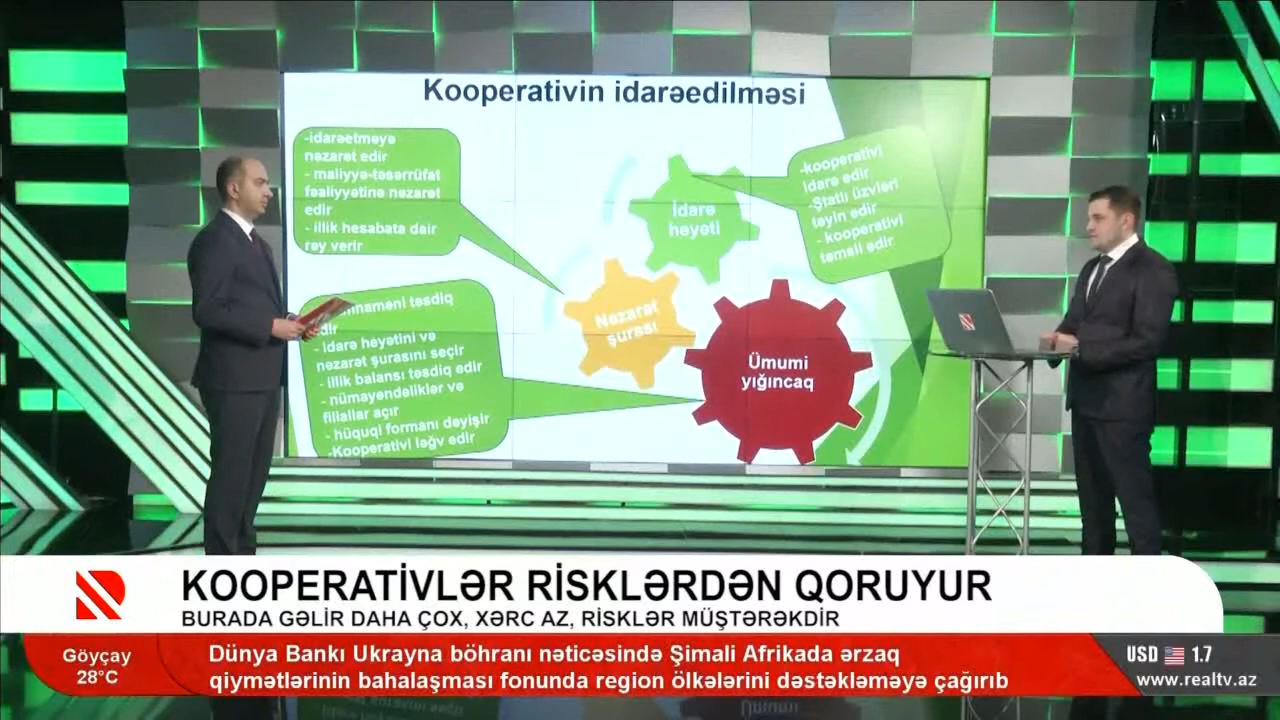 Kooperativin idarəedilməsi
-idarəetməyə
nəzarət edir
- maliyyə-təsərrüfat
fəaliyyətinə nəzarət
edir
- illik hesabata dair
rəy verir
-kooperativi
idarə edir
-Ştatlı üzvləri
təyin edir
- kooperativi
təmsil edir
İdarə
heyəti
Nəzarət
şurası
Ümumi
yığıncaq
təsdiq
edir
- idarə heyətini və
nəzarət şurasını seçir
- illik balansı təsdiq edir
- nümayəndəliklər və
filiallar açır
- hüquqi formanı dəyişir
-Kooperativi ləğv edir
KOOPERATİVLƏR RİSKLƏRDƏN QORUYUR
BURADA GƏLİR DAHA ÇOX, XƏRC AZ, RİSKLƏR MÜŞTƏRƏKDİR
Göyçay
28°C
Dünya Bankı Ukrayna böhranı nəticəsində Şimali Afrikada ərzaq
qiymətlərinin bahalaşması fonunda region ölkələrini dəstəkləməyə çağırıb
USD 1.7
www.realtv.az